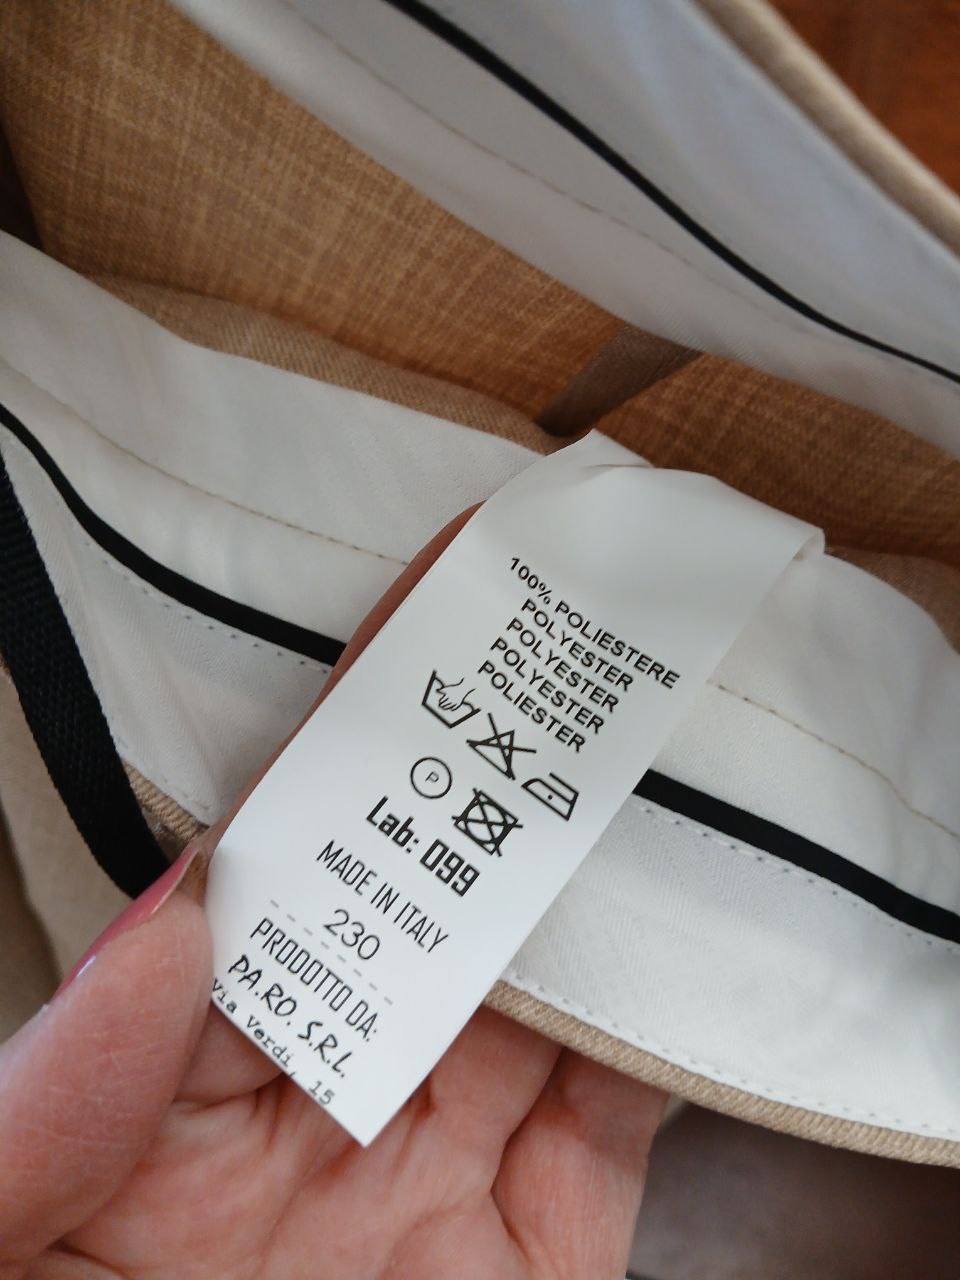 100% POLIESTERE
POLYESTER
POLYESTER
POLYESTER
POLIESTER
P
Lab: 099
MADE IN ITALY
230
PRODOTTO DA:
PA.RO. S.R.L.
Via Verdi, 15